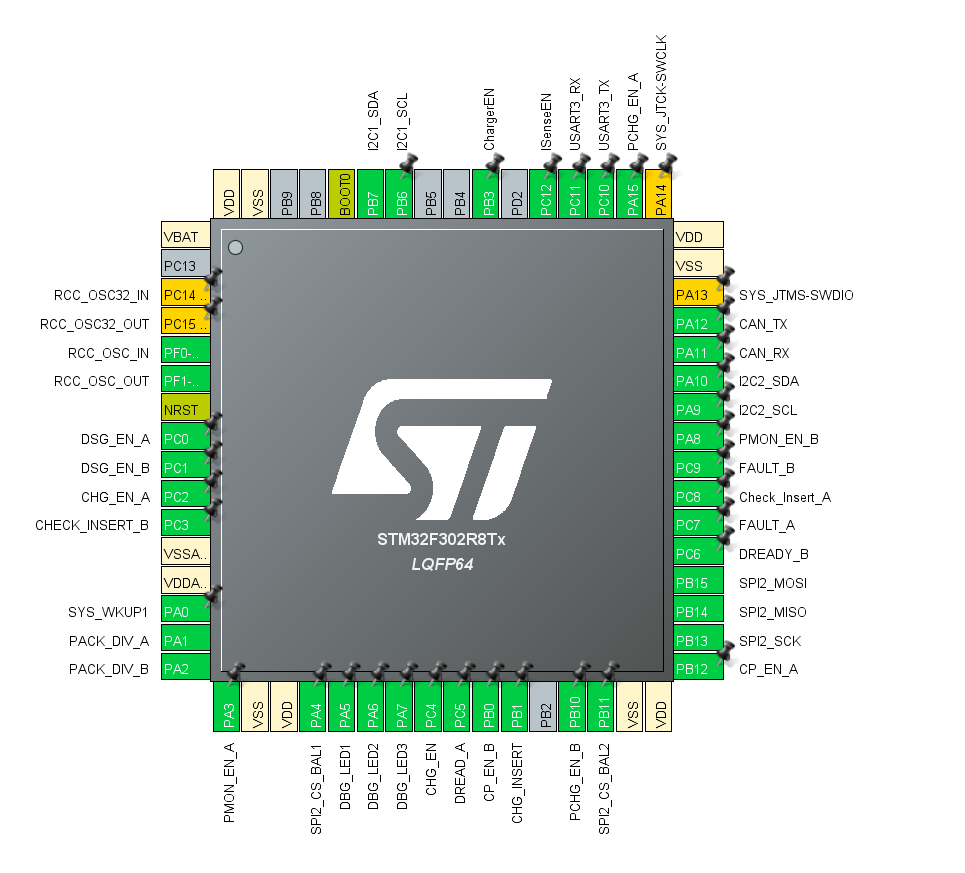 I2C1_SDA
I2C1_SCL
ChargerEN
ISenseEN
USART3_RX
USART3_TX
PCHG_EN_A
SYS_JTCK-SWCLK
VDD
VSS
PB9
PB8
BOOT0
PB7
PB6
PB5
PB4
PB3
PD2
PC12
PC11
PC10
PA15
PA14
VBAT
PC13
RCC_OSC32_IN PC14 ..
RCC_OSC32_OUT PC15 ..
RCC_OSC_IN PF0-..
RCC_OSC_OUT PF1-..
NRST
DSG_EN_A PC0
DSG_EN_B PC1
CHG_EN_A PC2
CHECK_INSERT_B PC3
VSSA..
VDDA..
SYS_WKUP1 PA0
PACK_DIV_A PA1
PACK_DIV_B PA2
ST
STM32F302R8Tx
LQFP64
VDD
VSS
PA13 SYS_JTMS-SWDIO
PA12 CAN_TX
PA11 CAN_RX
PA10 I2C2_SDA
PA9 I2C2_SCL
PA8 PMON_EN_B
PC9 FAULT_B
PC8 Check_Insert_A
PC7 FAULT_A
PC6 DREADY_B
PB15 SPI2_MOSI
PB14 SPI2_MISO
PB13 SPI2_SCK
PB12 CP_EN_A
PA3
VSS
VDD
PA4
PA5
PA6
PA7
PC4
PC5
PB0
PB1
PB2
PB10
PB11
VSS
VDD
PMON_EN_A
SPI2_CS_BAL1
DBG_LED1
DBG_LED2
DBG_LED3
CHG_EN
DREAD_A
CP_EN_B
CHG_INSERT
PCHG_EN_B
SPI2_CS_BAL2